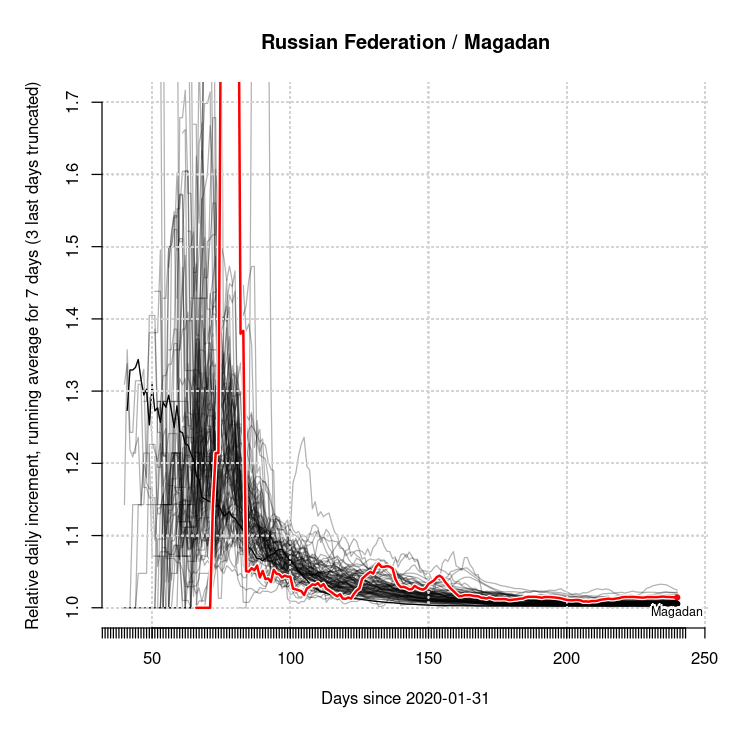 Russian Federation / Magadan
Relative daily increment, running average for 7 days (3 last days truncated)
1.7
1.6
1.5
1.4
1.3
1.2
1.1
1.0
Magadan
50 100 150 200 250
Days since 2020-01-31